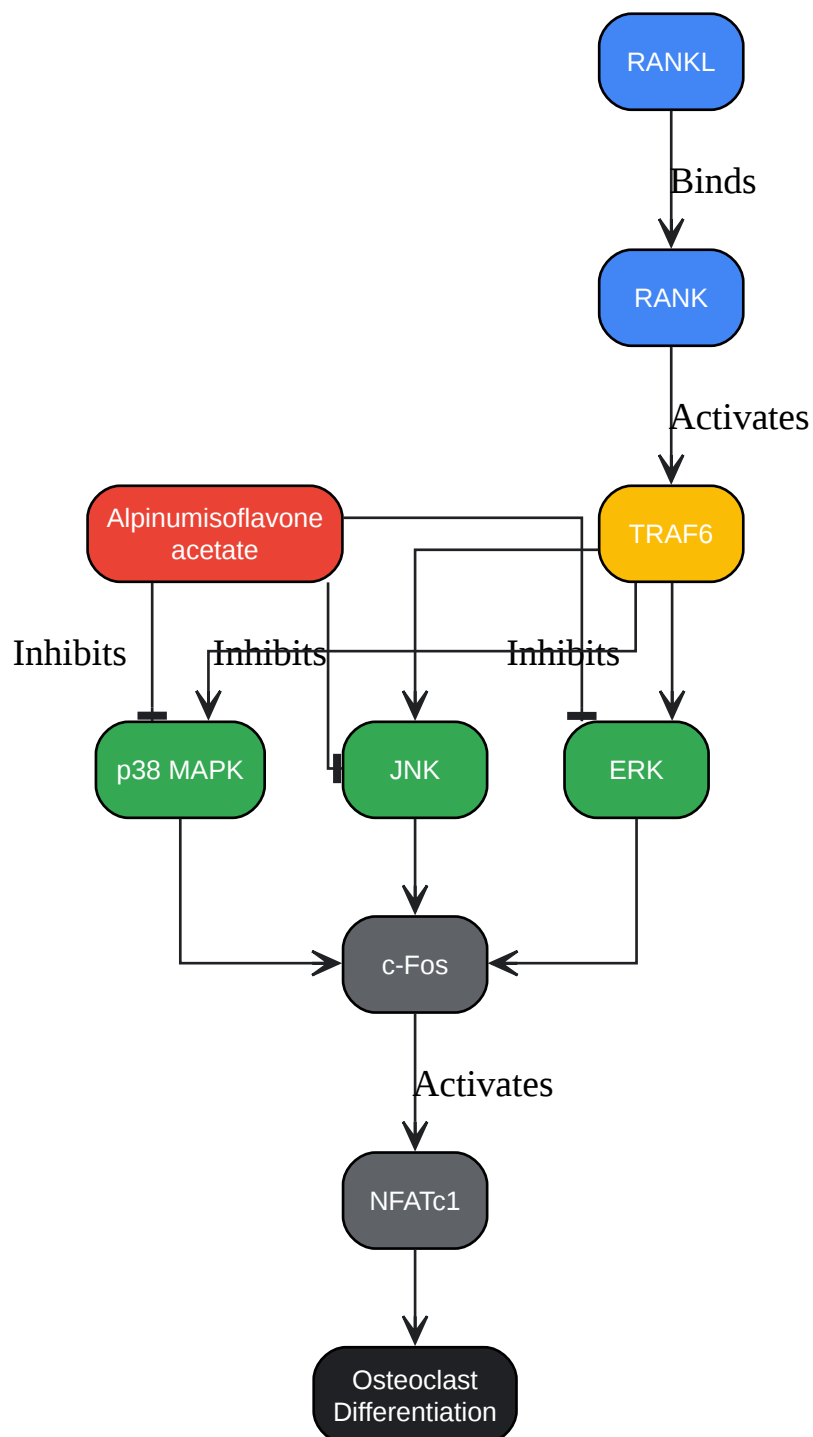 RANKL
Binds
RANK
Activates
Alpinumisoflavone
acetate
TRAF6
Inhibits
Inhibits
Inhibits
p38 MAPK
JNK
ERK
c-Fos
Activates
NFATc1
Osteoclast
Differentiation